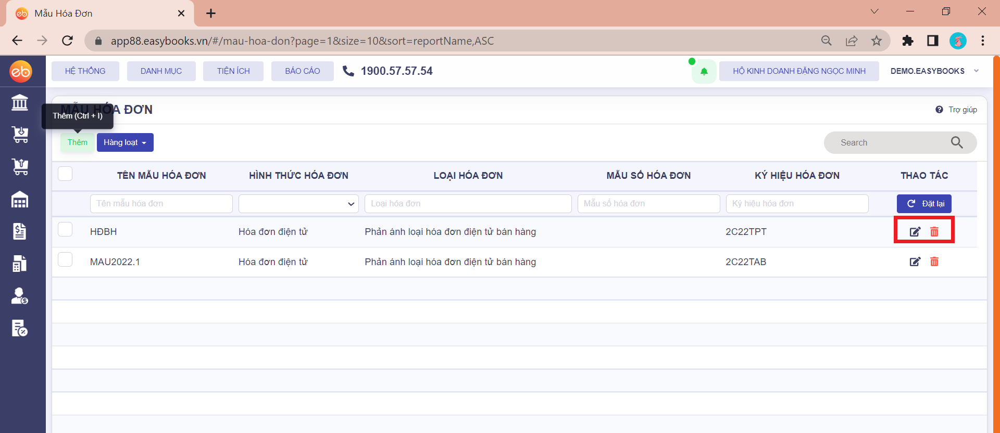 Mẫu Hóa Đơn
app88.easybooks.vn/#/mau-hoa-don?page=1&size=10&sort=reportName,ASC
eb
HỆ THỐNG DANH MỤC TIỆN ÍCH BÁO CÁO 1900.57.57.54 HỘ KINH DOANH ĐẶNG NGỌC MINH DEMO.EASYBOOKS
MẪU HÓA ĐƠN
Trợ giúp
Thêm (Ctrl + I)
Thêm Hàng loạt Search
TÊN MẪU HÓA ĐƠN HÌNH THỨC HÓA ĐƠN LOẠI HÓA ĐƠN MẪU SỐ HÓA ĐƠN KÝ HIỆU HÓA ĐƠN THAO TÁC
Tên mẫu hóa đơn Loại hóa đơn Mẫu số hóa đơn Ký hiệu hóa đơn Đặt lại
HĐBH Hóa đơn điện tử Phản ánh loại hóa đơn điện tử bán hàng 2C22TPT
MAU2022.1 Hóa đơn điện tử Phản ánh loại hóa đơn điện tử bán hàng 2C22TAB